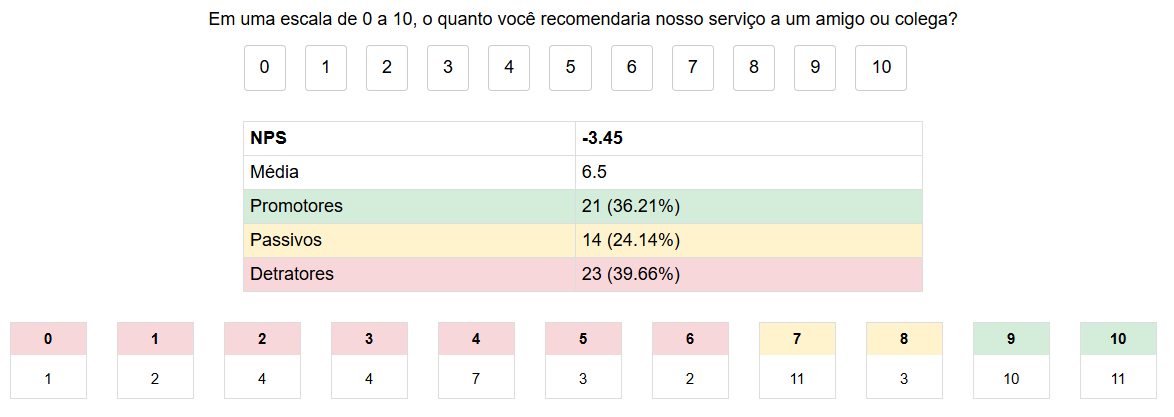 Em uma escala de 0 a 10, o quanto você recomendaria nosso serviço a um amigo ou colega?
0 1 2 3 4 5 6 7 8 9 10
NPS -3.45
Média 6.5
Promotores 21 (36.21%)
Passivos 14 (24.14%)
Detratores 23 (39.66%)
0 1 2 3 4 5 6 7 8 9 10
1 2 4 4 7 3 2 11 3 10 11